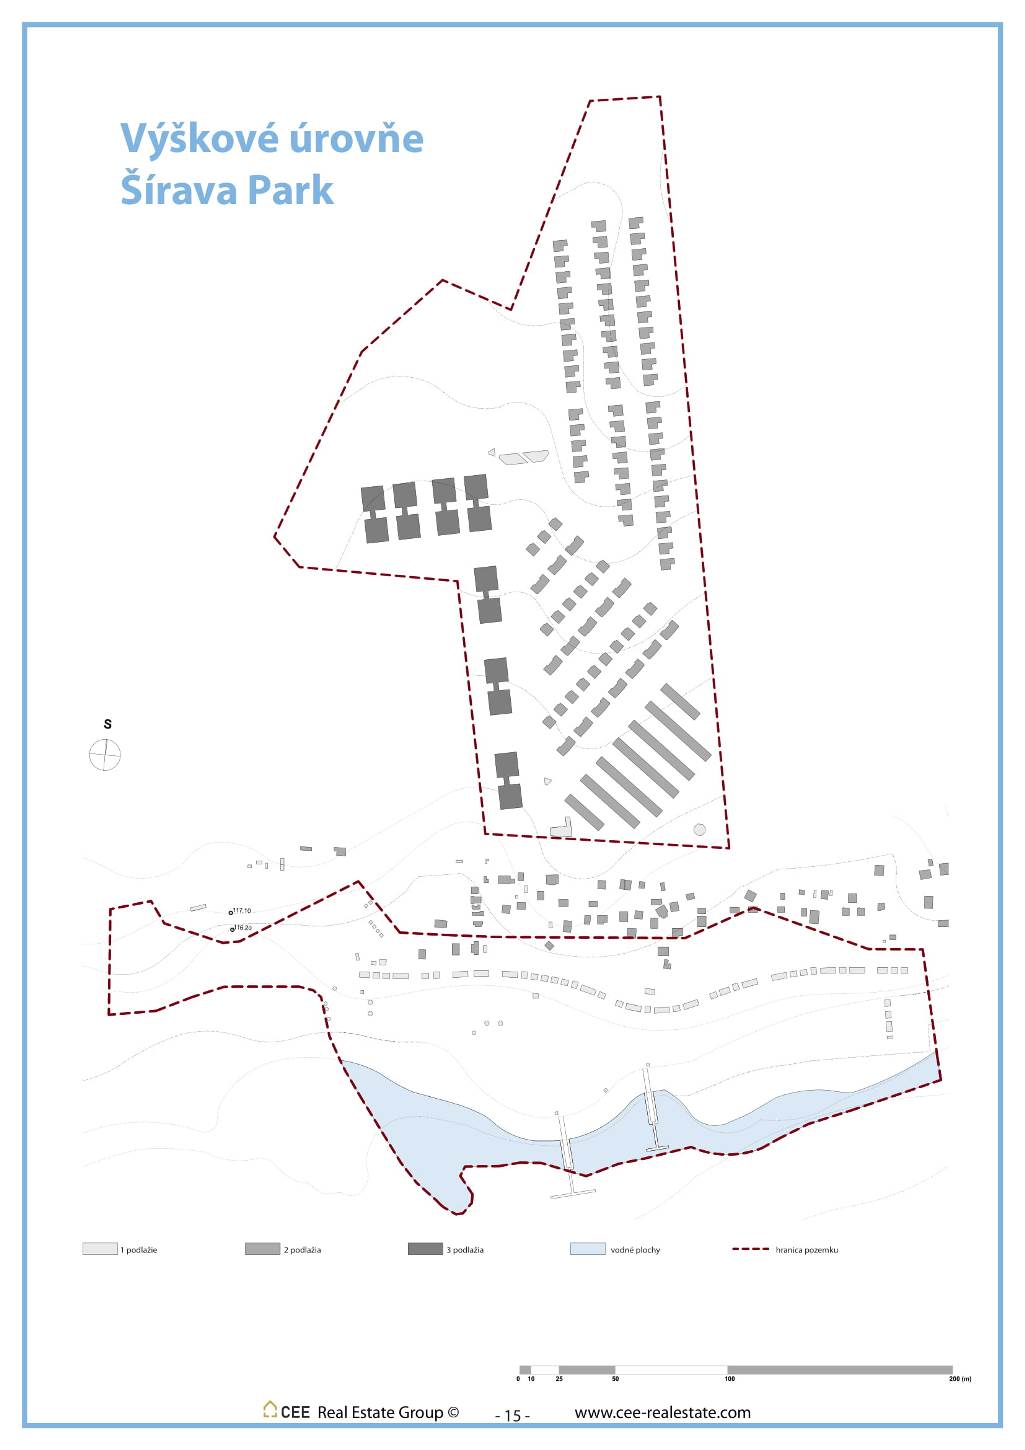 Výškové úrovňe
Šírava Park
S
117.10
116.20
1 podlažie
2 podlažia
3 podlažia
vodné plochy
hranica pozemku
0 10 25 50 100 200 (m)
CEE Real Estate Group © - 15 - www.cee-realestate.com